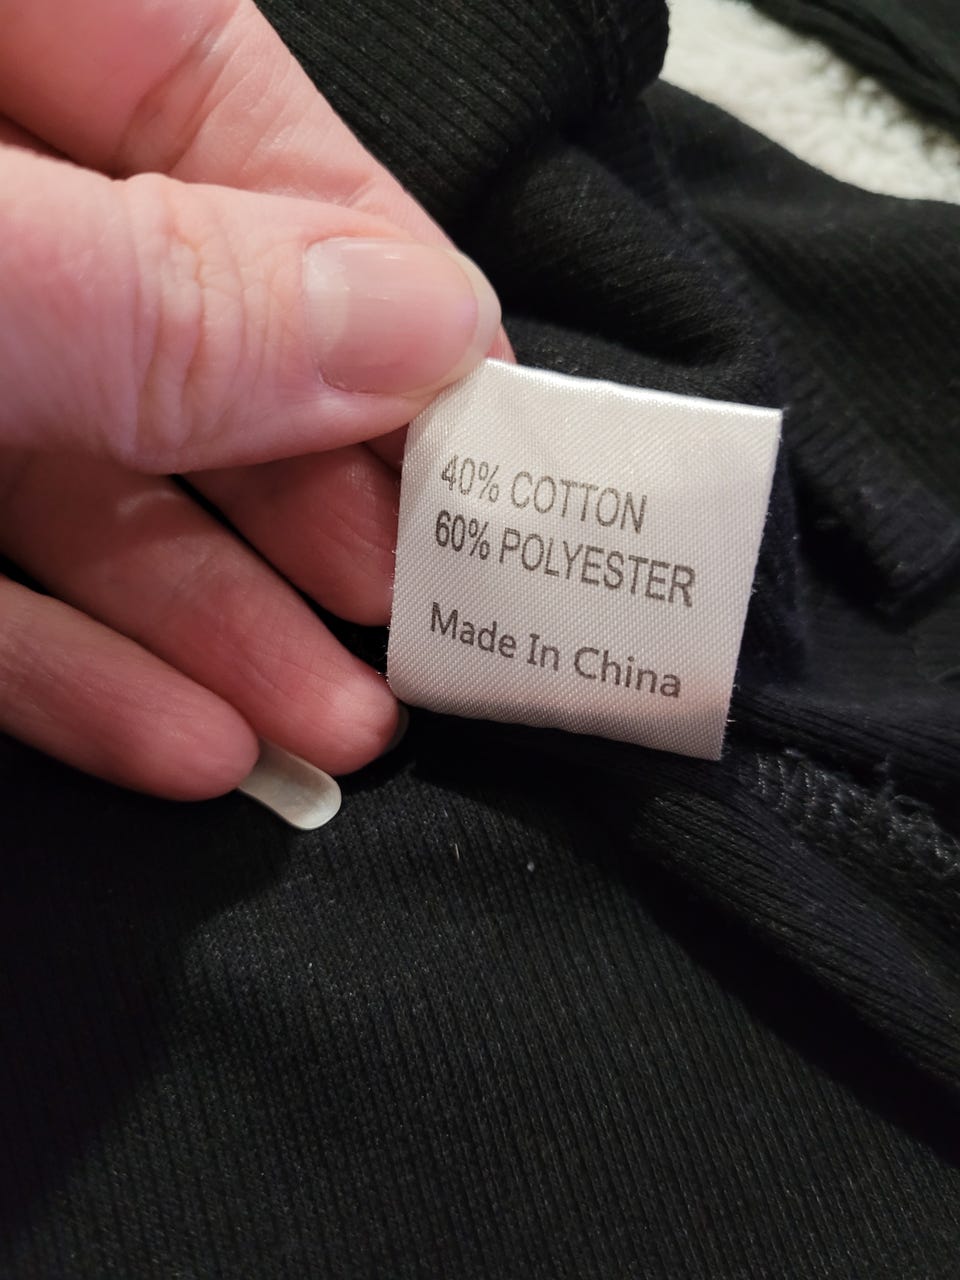 40% COTTON
60% POLYESTER
Made In China